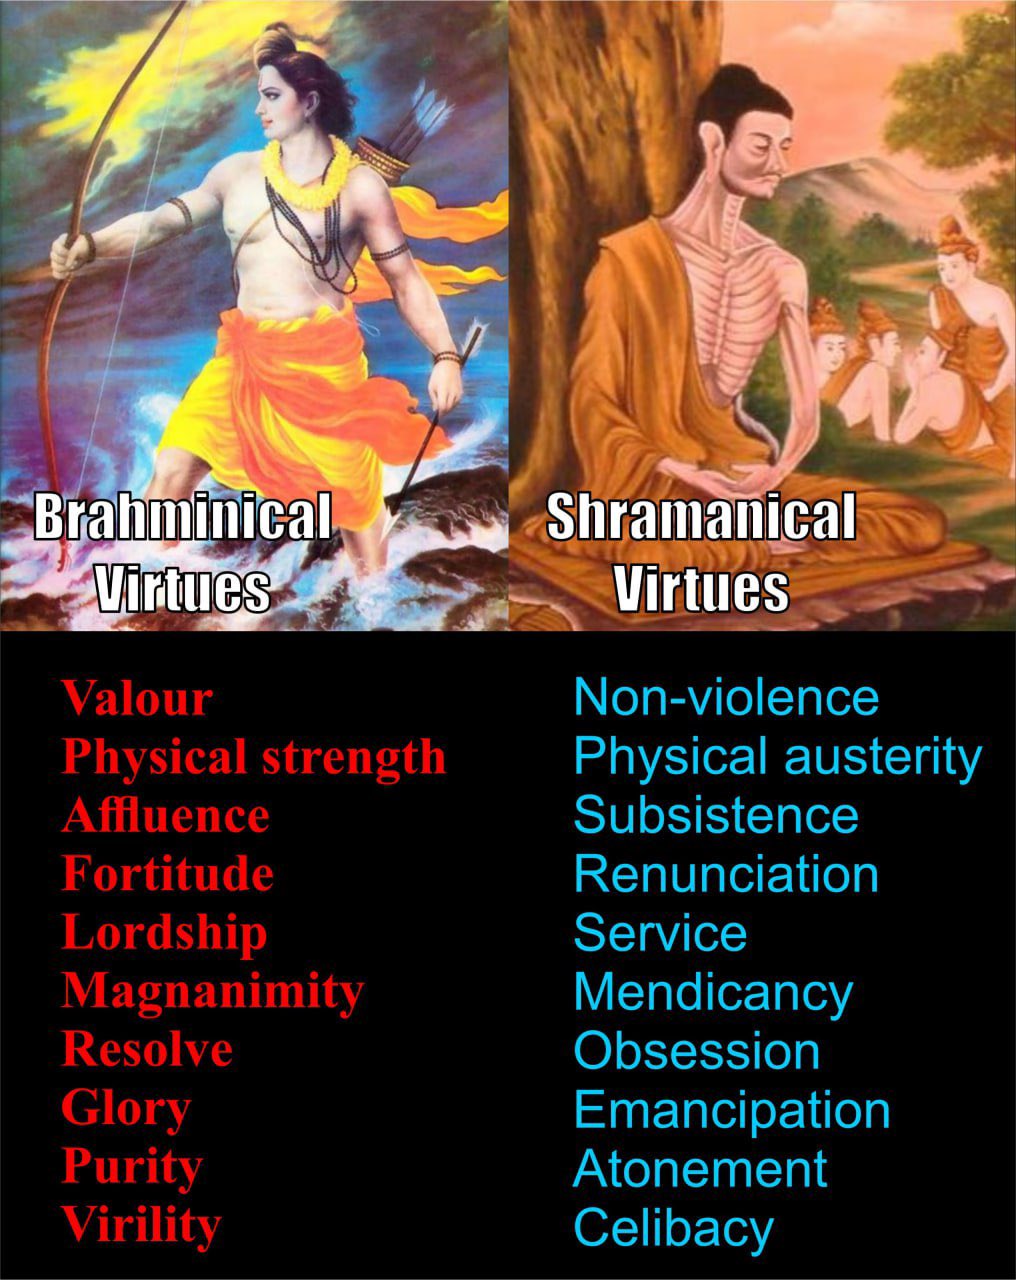 Brahminical
Virtues
Shramanical
Virtues
Valour
Physical strength
Affluence
Fortitude
Lordship
Magnanimity
Resolve
Glory
Purity
Virility
Non-violence
Physical austerity
Subsistence
Renunciation
Service
Mendicancy
Obsession
Emancipation
Atonement
Celibacy